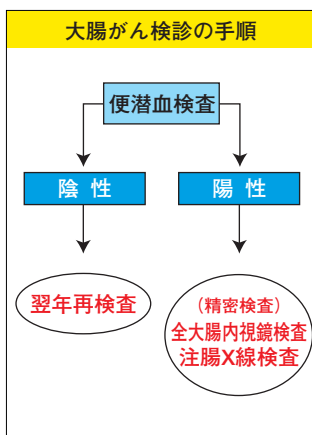 大腸がん検診の手順
便潜血検査
陰性
陽性
翌年再検査
(精密検査)
全大腸内視鏡検査
注腸X線検査